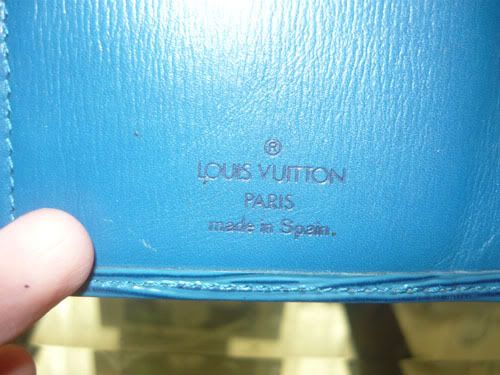 ®
LOUIS VUITTON
PARIS
made in Spain.